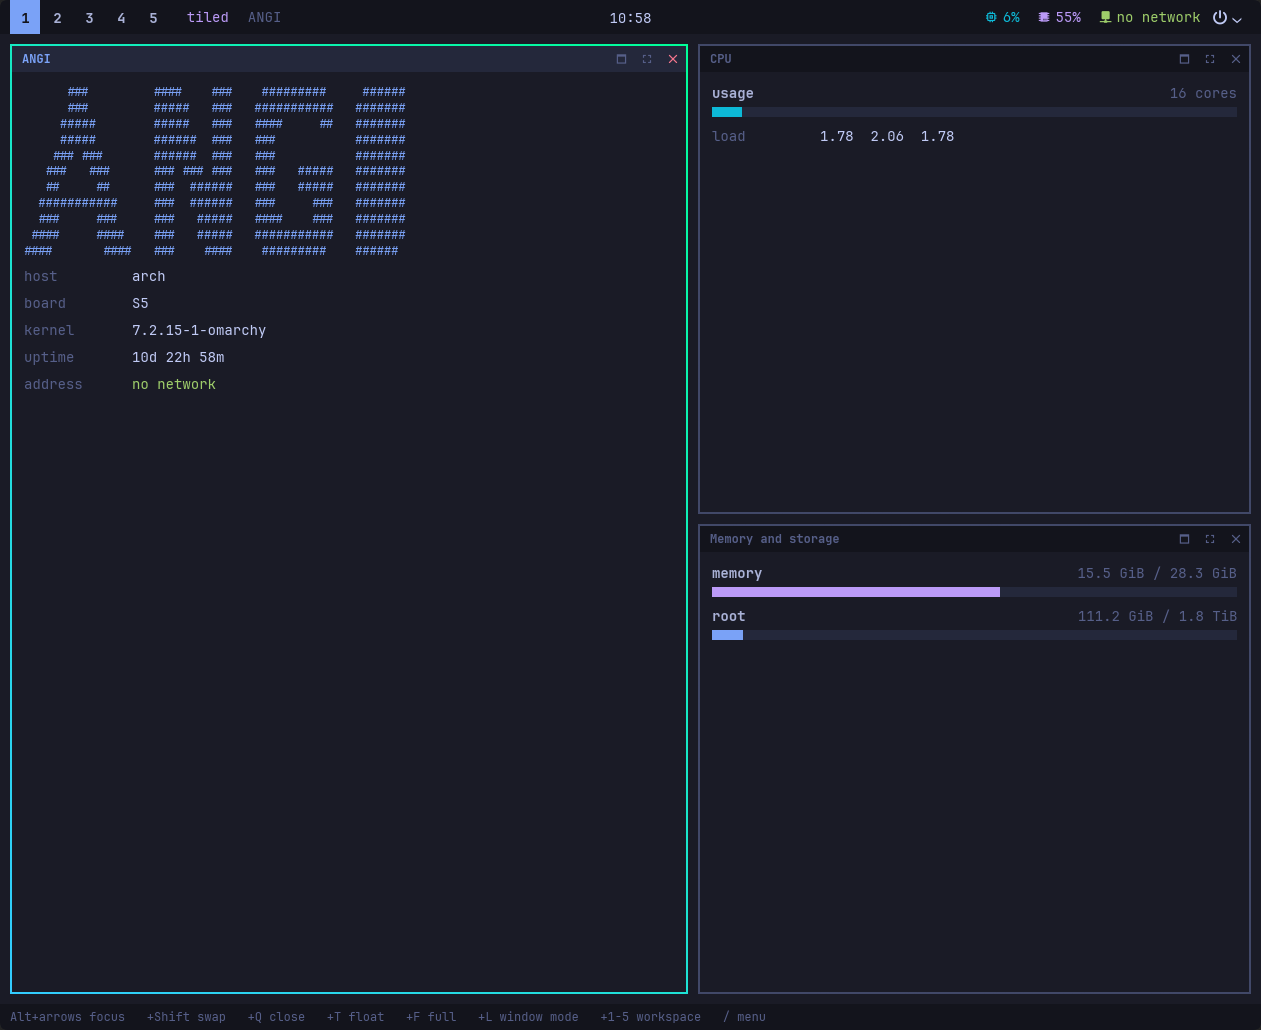 1 2 3 4 5 tiled ANGI 10:58 6% 55% no network
ANGI
host arch
board S5
kernel 7.2.15-1-omarchy
uptime 10d 22h 58m
address no network
CPU
usage 16 cores
load 1.78 2.06 1.78
Memory and storage
memory 15.5 GiB / 28.3 GiB
root 111.2 GiB / 1.8 TiB
Alt+arrows focus +Shift swap +Q close +T float +F full +L window mode +1-5 workspace / menu